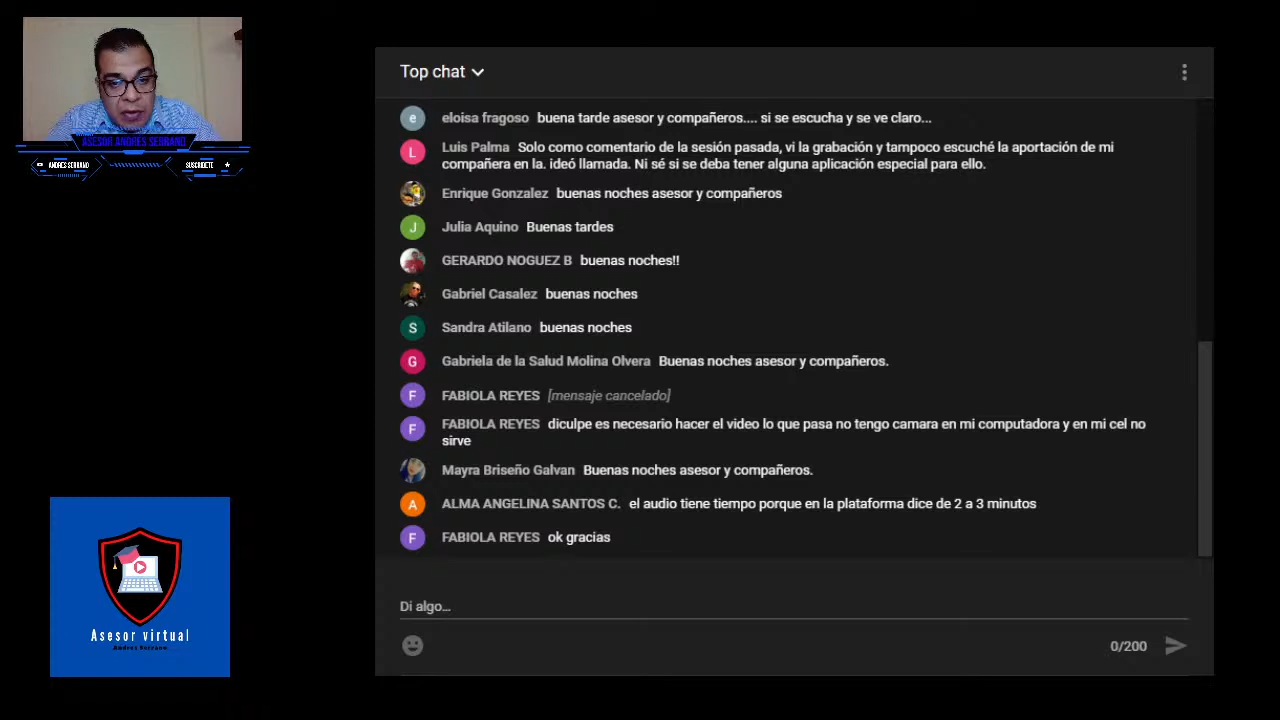 ASESOR ANDRES SERRANO
ANDRÉS SERRANO
SUSCRIBETE
Top chat
e eloisa fragoso buena tarde asesor y compañeros.... si se escucha y se ve claro...
L Luis Palma Solo como comentario de la sesión pasada, vi la grabación y tampoco escuché la aportación de mi
compañera en la. ideó llamada. Ni sé si se deba tener alguna aplicación especial para ello.
Enrique Gonzalez buenas noches asesor y compañeros
J Julia Aquino Buenas tardes
GERARDO NOGUEZ B buenas noches!!
Gabriel Casalez buenas noches
S Sandra Atilano buenas noches
G Gabriela de la Salud Molina Olvera Buenas noches asesor y compañeros.
F FABIOLA REYES [mensaje cancelado]
F FABIOLA REYES diculpe es necesario hacer el video lo que pasa no tengo camara en mi computadora y en mi cel no
sirve
Mayra Briseño Galvan Buenas noches asesor y compañeros.
A ALMA ANGELINA SANTOS C. el audio tiene tiempo porque en la plataforma dice de 2 a 3 minutos
F FABIOLA REYES ok gracias
Di algo...
0/200
Asesor virtual
Andres Serrano